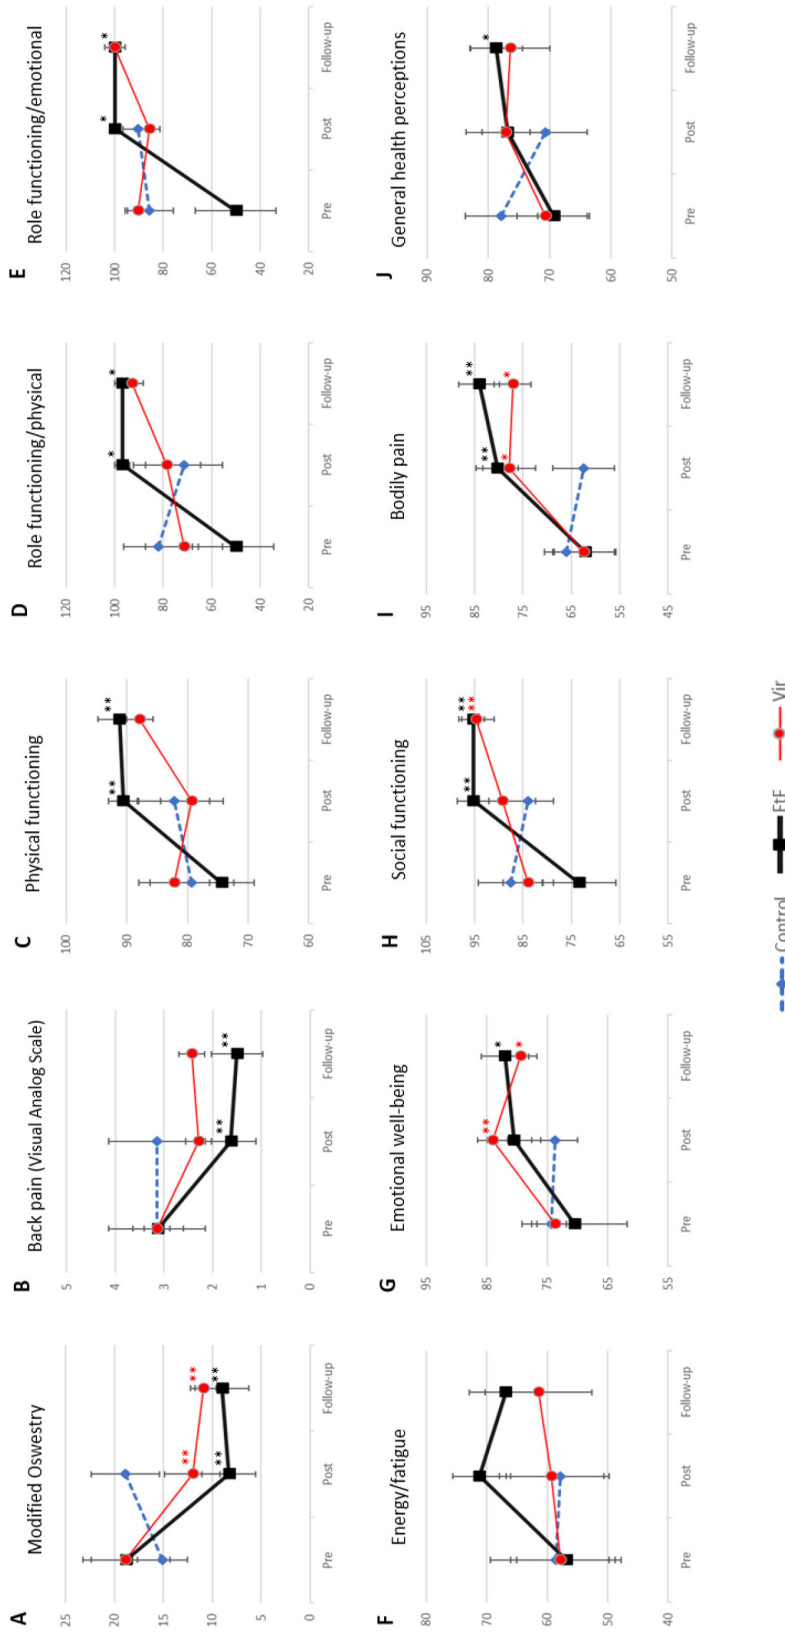 A
Modified Oswestry
25
20
15
10
5
0
Pre
Post
Follow-up
**
**
**
**
B
Back pain (Visual Analog Scale)
5
4
3
2
1
0
Pre
Post
Follow-up
**
**
C
Physical functioning
100
90
80
70
60
Pre
Post
Follow-up
**
**
D
Role functioning/physical
120
100
80
60
40
20
Pre
Post
Follow-up
*
*
E
Role functioning/emotional
120
100
80
60
40
20
Pre
Post
Follow-up
*
*
F
Energy/fatigue
80
70
60
50
40
Pre
Post
Follow-up
G
Emotional well-being
95
85
75
65
55
Pre
Post
Follow-up
**
*
*
H
Social functioning
105
95
85
75
65
55
Pre
Post
Follow-up
**
**
**
I
Bodily pain
95
85
75
65
55
45
Pre
Post
Follow-up
**
*
**
*
J
General health perceptions
90
80
70
60
50
Pre
Post
Follow-up
*
Control
FtF
Vir